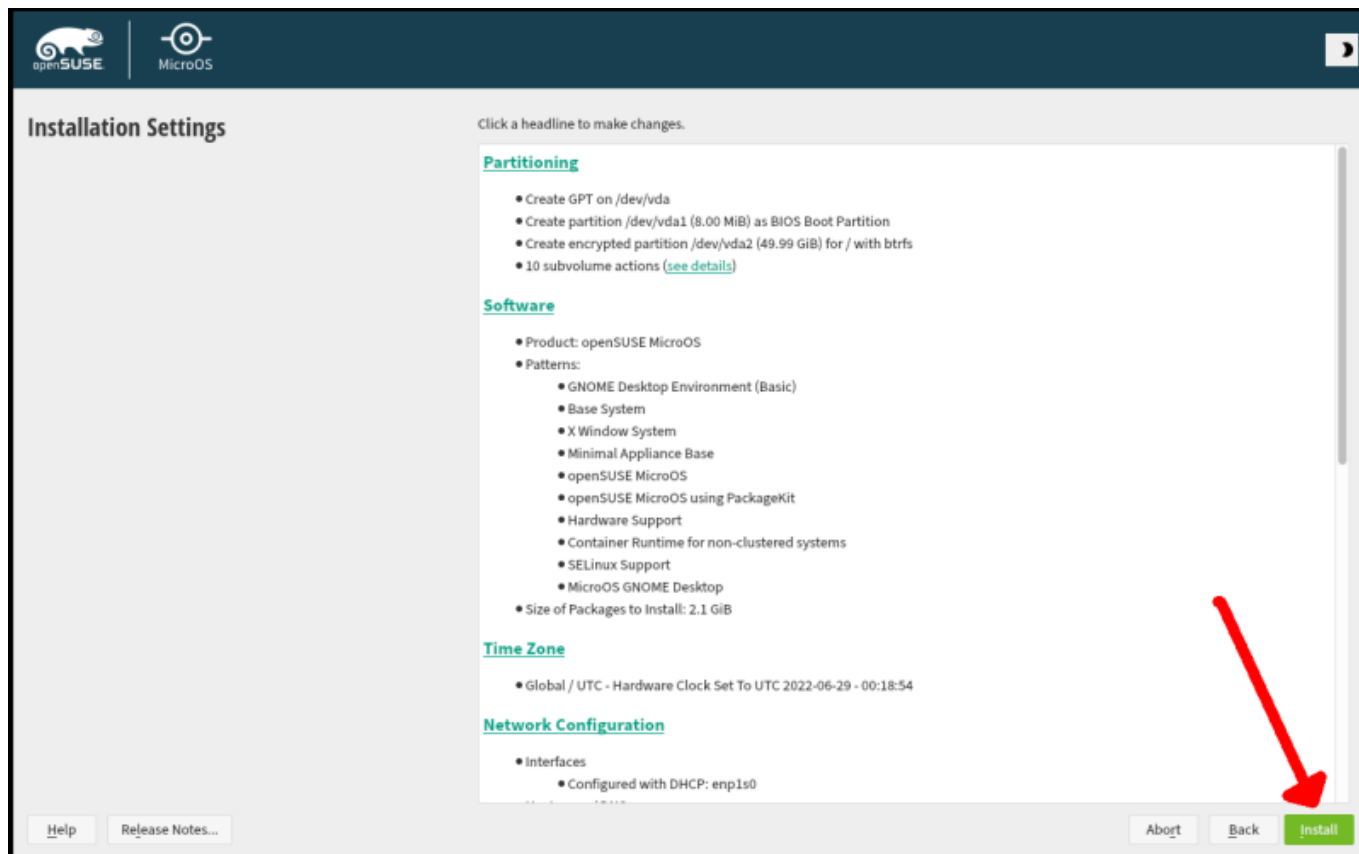 openSUSE
MicroOS
Installation Settings
Click a headline to make changes.
Partitioning
Create GPT on /dev/vda
Create partition /dev/vda1 (8.00 MiB) as BIOS Boot Partition
Create encrypted partition /dev/vda2 (49.99 GiB) for / with btrfs
10 subvolume actions (see details)
Software
Product: openSUSE MicroOS
Patterns:
GNOME Desktop Environment (Basic)
Base System
X Window System
Minimal Appliance Base
openSUSE MicroOS
openSUSE MicroOS using PackageKit
Hardware Support
Container Runtime for non-clustered systems
SELinux Support
MicroOS GNOME Desktop
Size of Packages to Install: 2.1 GiB
Time Zone
Global / UTC - Hardware Clock Set To UTC 2022-06-29 - 00:18:54
Network Configuration
Interfaces
Configured with DHCP: enp1s0
Help Release Notes... Abort Back Install